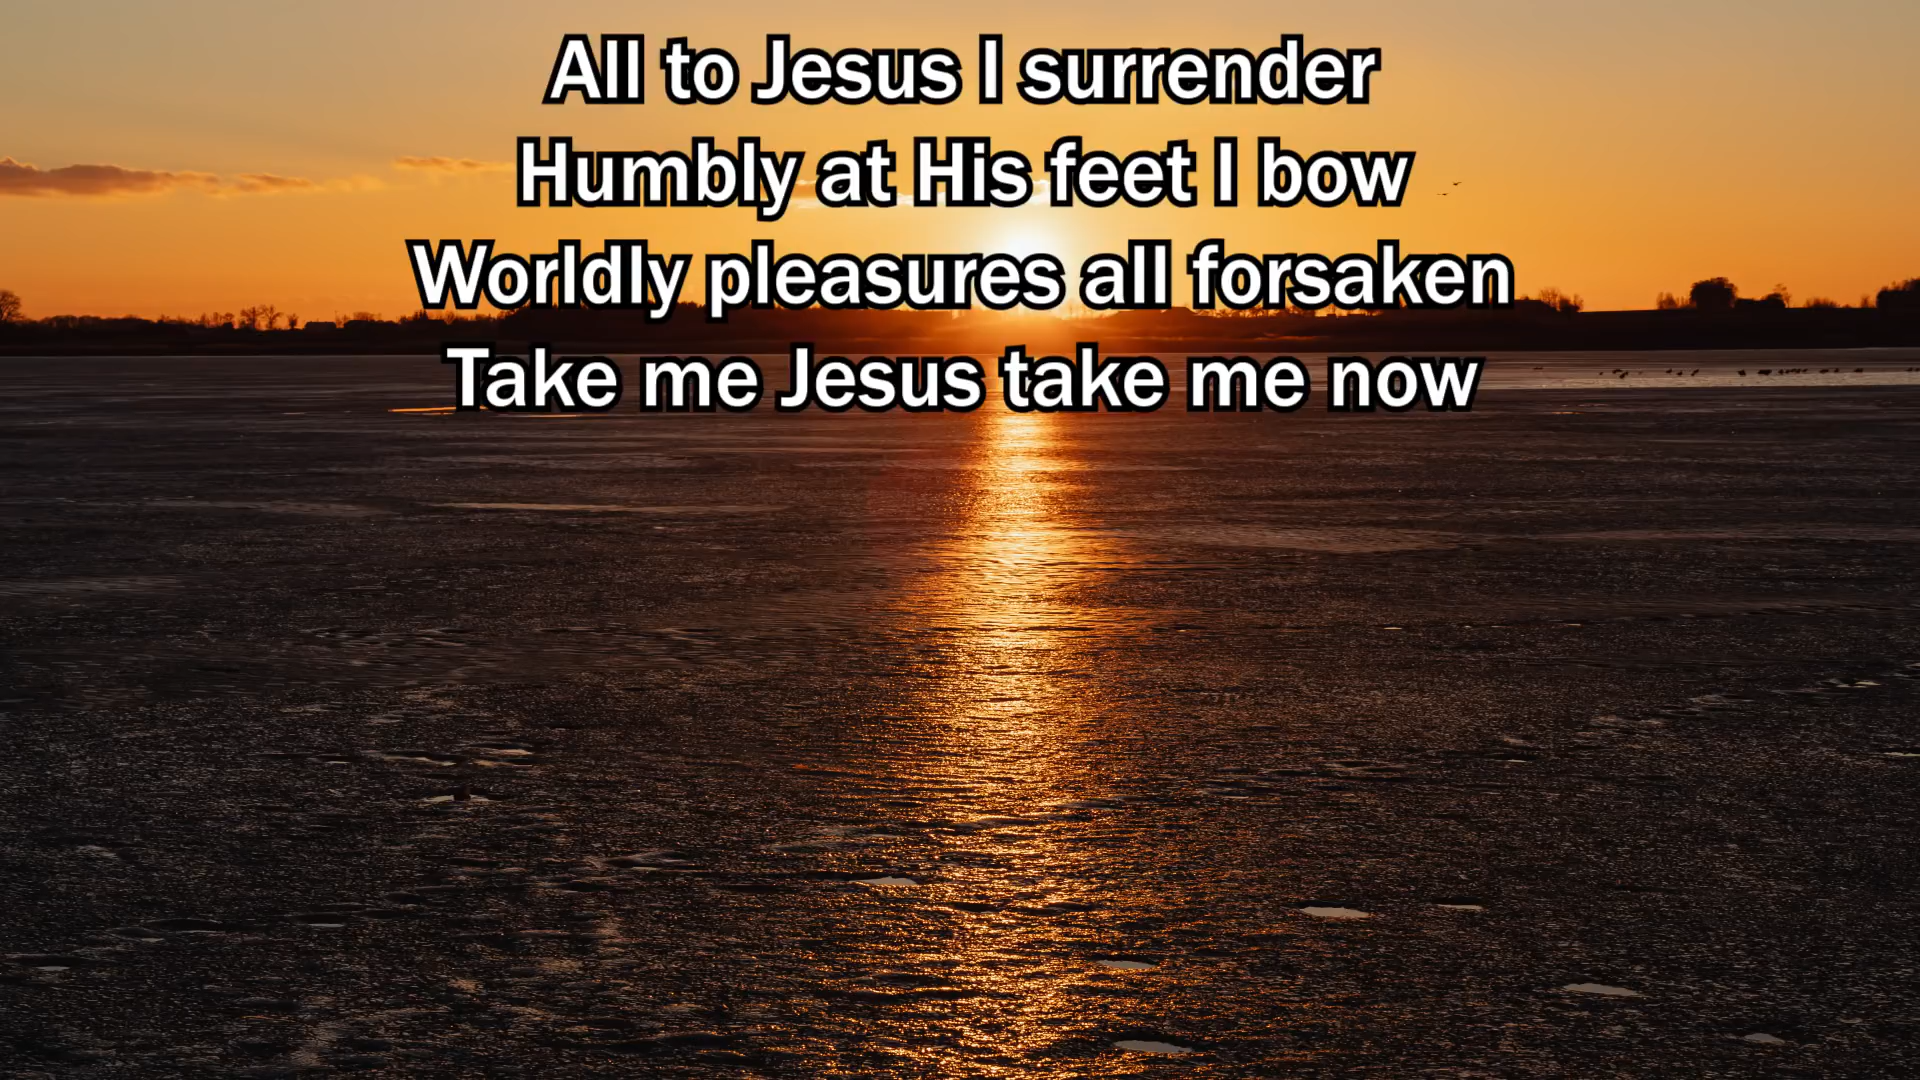 All to Jesus I surrender
Humbly at His feet I bow
Worldly pleasures all forsaken
Take me Jesus take me now